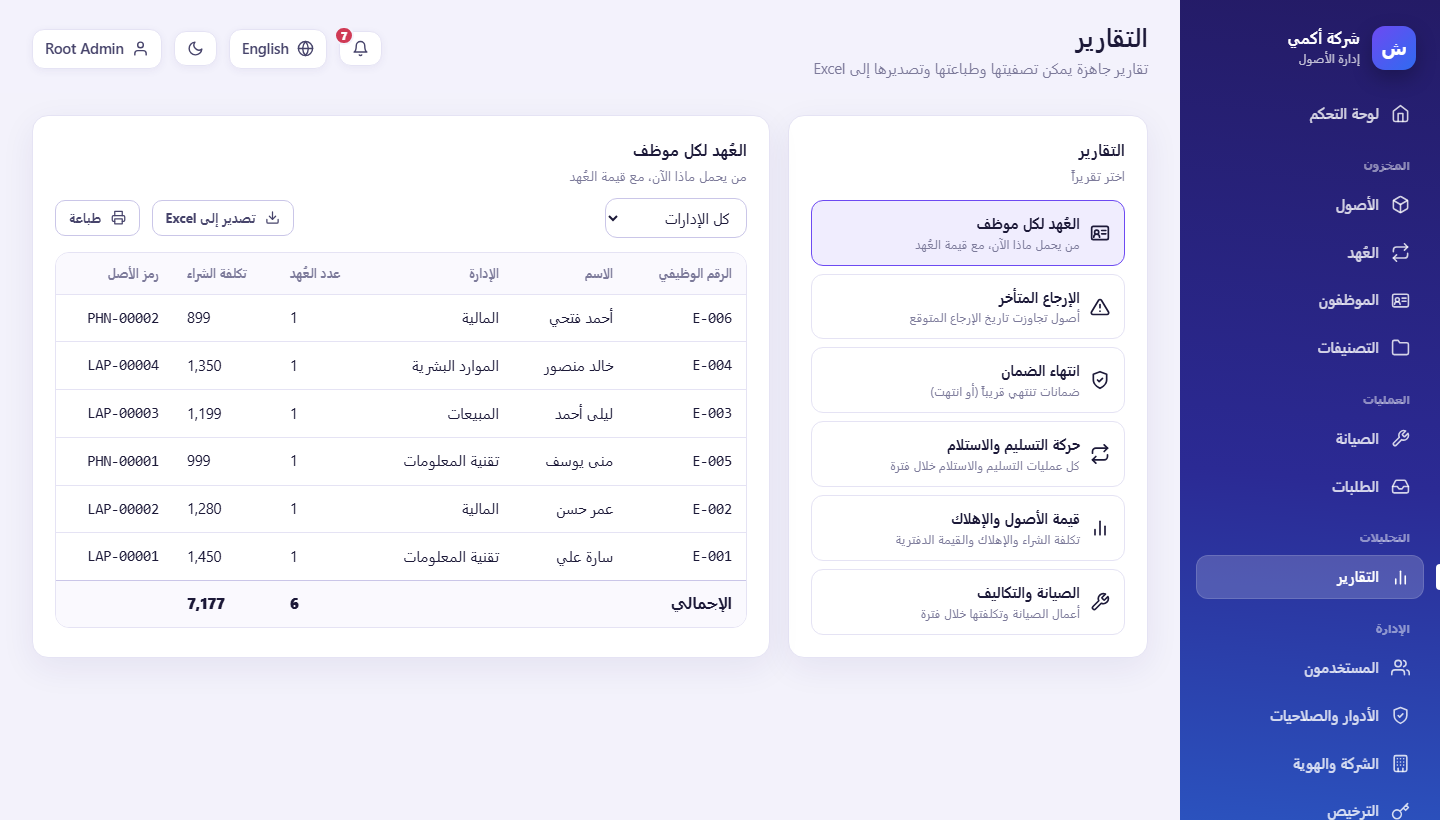 ش
شركة أكمي
إدارة الأصول
لوحة التحكم
المخزون
الأصول
العُهد
الموظفون
التصنيفات
العمليات
الصيانة
الطلبات
التحليلات
التقارير
الإدارة
المستخدمون
الأدوار والصلاحيات
الشركة والهوية
الترخيص
التقارير
تقارير جاهزة يمكن تصفيتها وطباعتها وتصديرها إلى Excel
7
English
Root Admin
التقارير
اختر تقريراً
العُهد لكل موظف
من يحمل ماذا الآن، مع قيمة العُهد
الإرجاع المتأخر
أصول تجاوزت تاريخ الإرجاع المتوقع
انتهاء الضمان
ضمانات تنتهي قريباً (أو انتهت)
حركة التسليم والاستلام
كل عمليات التسليم والاستلام خلال فترة
قيمة الأصول والإهلاك
تكلفة الشراء والإهلاك والقيمة الدفترية
الصيانة والتكاليف
أعمال الصيانة وتكلفتها خلال فترة
العُهد لكل موظف
من يحمل ماذا الآن، مع قيمة العُهد
كل الإدارات
تصدير إلى Excel
طباعة
الرقم الوظيفي الاسم الإدارة عدد العُهد تكلفة الشراء رمز الأصل
E-006 أحمد فتحي المالية 1 899 PHN-00002
E-004 خالد منصور الموارد البشرية 1 1,350 LAP-00004
E-003 ليلى أحمد المبيعات 1 1,199 LAP-00003
E-005 منى يوسف تقنية المعلومات 1 999 PHN-00001
E-002 عمر حسن المالية 1 1,280 LAP-00002
E-001 سارة علي تقنية المعلومات 1 1,450 LAP-00001
الإجمالي 6 7,177